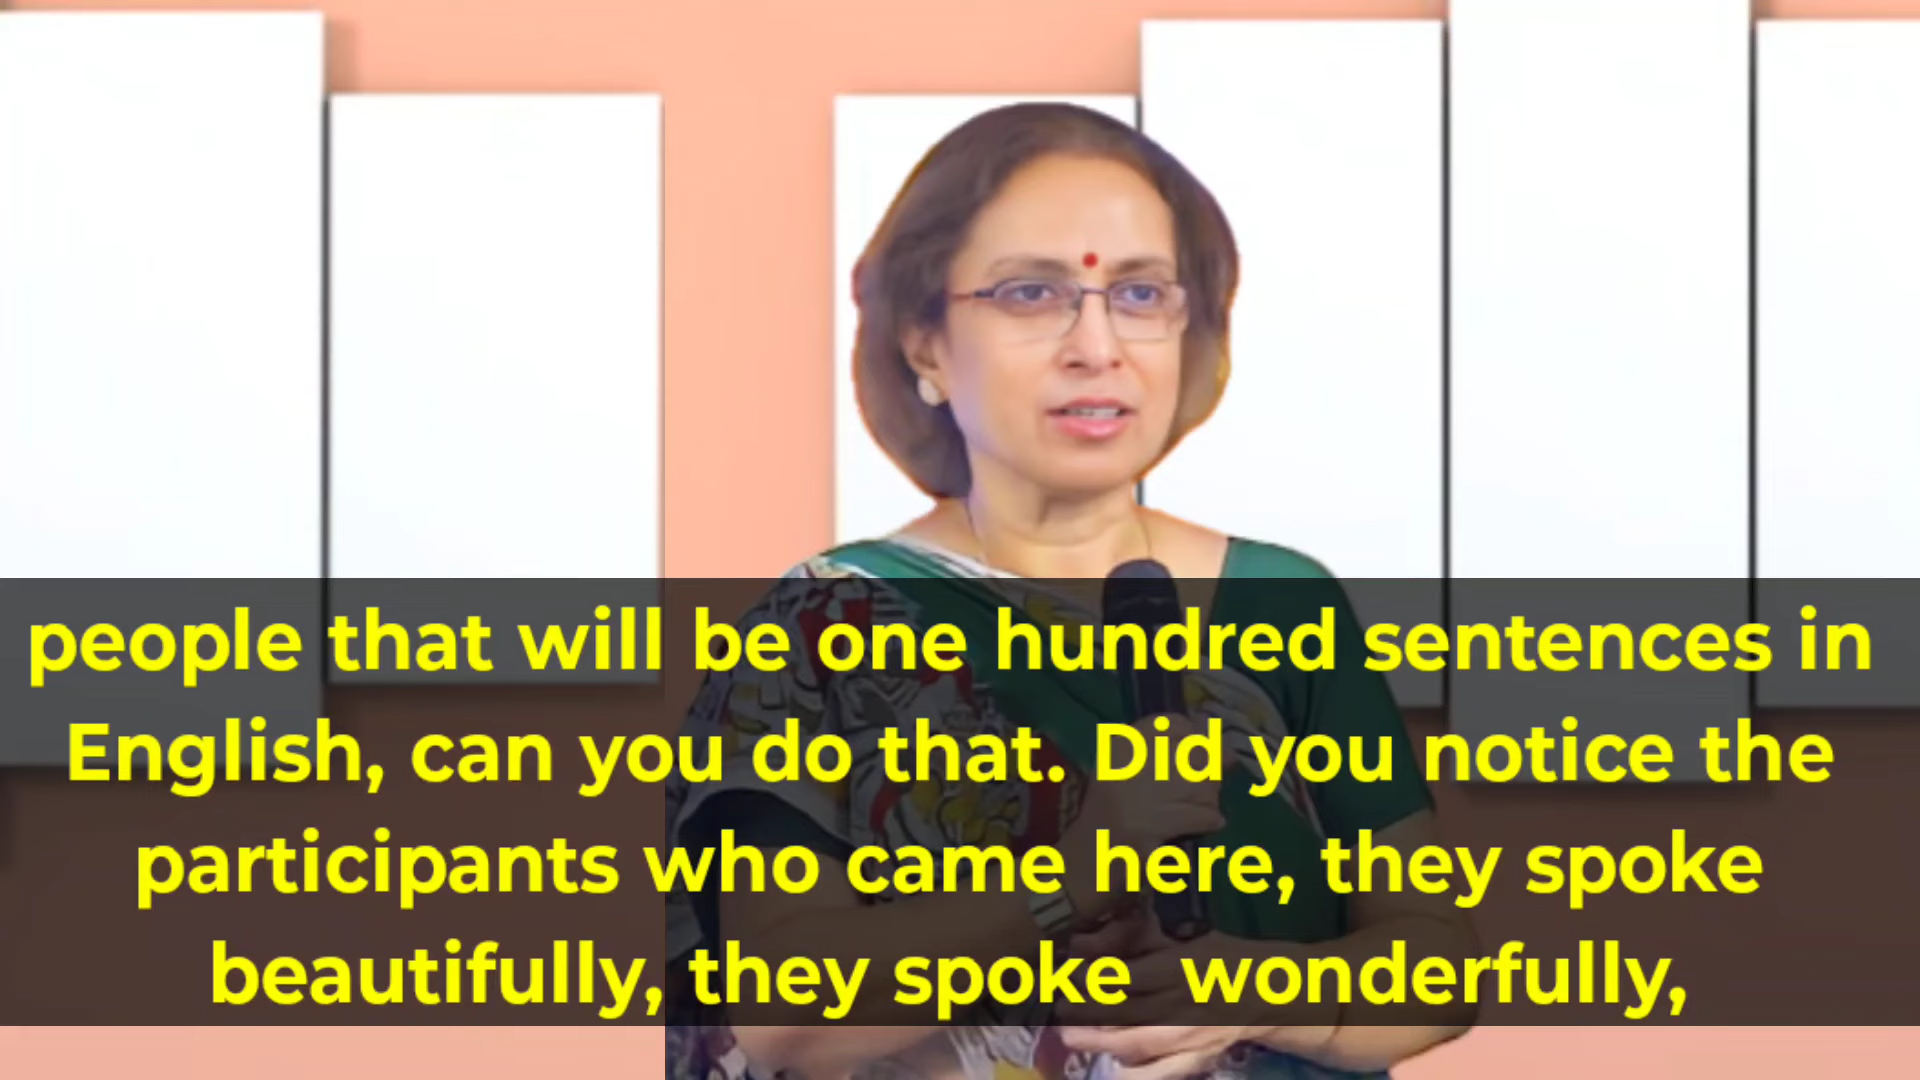 people that will be one hundred sentences in
English, can you do that. Did you notice the
participants who came here, they spoke
beautifully, they spoke  wonderfully,